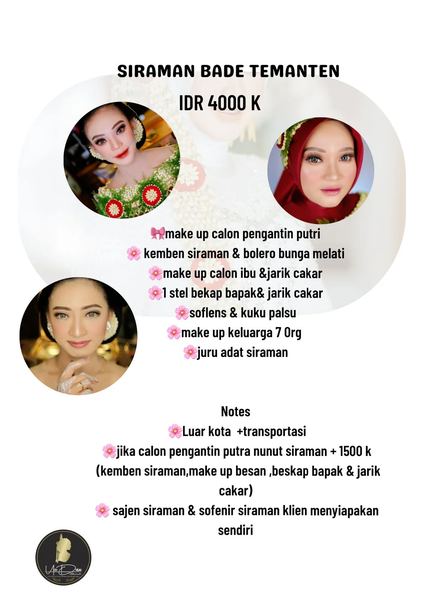 SIRAMAN BADE TEMANTEN
IDR 4000 K
make up calon pengantin putri
kemben siraman & bolero bunga melati
make up calon ibu &jarik cakar
1 stel bekap bapak& jarik cakar
soflens & kuku palsu
make up keluarga 7 Org
juru adat siraman
Notes
Luar kota +transportasi
jika calon pengantin putra nunut siraman + 1500 k
(kemben siraman,make up besan ,beskap bapak & jarik
cakar)
sajen siraman & sofenir siraman klien menyiapakan
sendiri